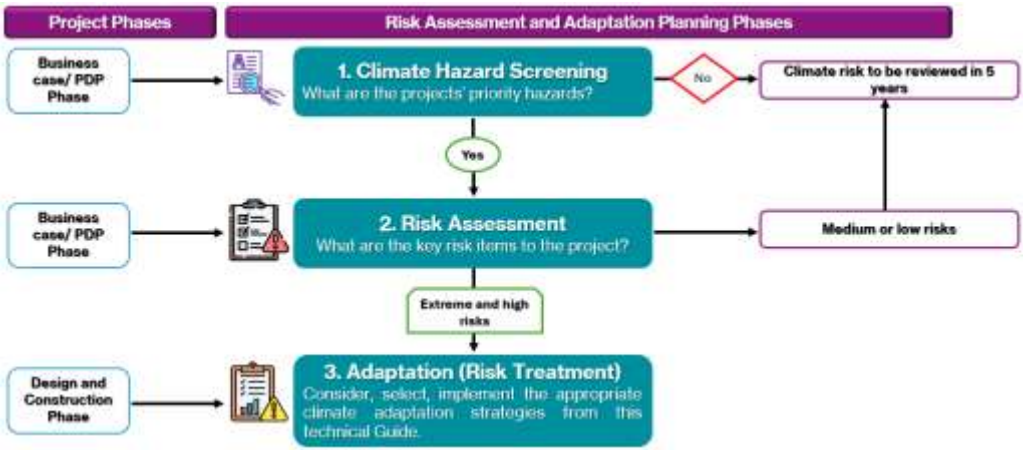 Project Phases
Risk Assessment and Adaptation Planning Phases
Business
case/ PDP
Phase
1. Climate Hazard Screening
What are the projects' priority hazards?
No
Climate risk to be reviewed in 5
years
Yes
Business
case/ PDP
Phase
2. Risk Assessment
What are the key risk items to the project?
Medium or low risks
Extreme and high
risks
Design and
Construction
Phase
3. Adaptation (Risk Treatment)
Consider, select, implement the appropriate
climate adaptation strategies from this
technical Guide.